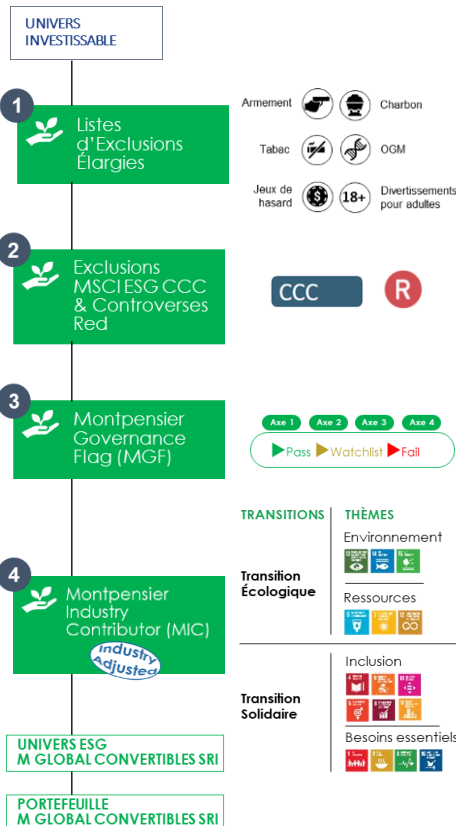 UNIVERS
INVESTISSABLE
1
Listes
d'Exclusions
Élargies
Armement
Charbon
Tabac
OGM
Jeux de
hasard
18+
Divertissements
pour adultes
2
Exclusions
MSCI ESG CCC
& Controverses
Red
CCC
R
3
Montpensier
Governance
Flag (MGF)
Axe 1 Axe 2 Axe 3 Axe 4
Pass Watchlist Fail
TRANSITIONS
THÈMES
4
Montpensier
Industry
Contributor (MIC)
Industry
Adjusted
Transition
Écologique
Environnement
Ressources
Transition
Solidaire
Inclusion
Besoins essentiels
UNIVERS ESG
M GLOBAL CONVERTIBLES SRI
PORTEFEUILLE
M GLOBAL CONVERTIBLES SRI